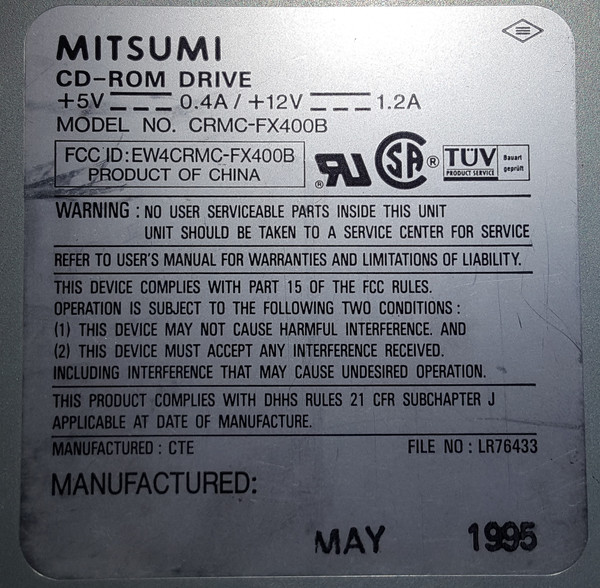 MITSUMI
CD-ROM DRIVE
+5V 0.4A / +12V 1.2A
MODEL NO. CRMC-FX400B
FCC ID: EW4CRMC-FX400B
PRODUCT OF CHINA
RU ® SA ® TÜV PRODUCT SERVICE Bauart geprüft
WARNING : NO USER SERVICEABLE PARTS INSIDE THIS UNIT
UNIT SHOULD BE TAKEN TO A SERVICE CENTER FOR SERVICE
REFER TO USER'S MANUAL FOR WARRANTIES AND LIMITATIONS OF LIABILITY.
THIS DEVICE COMPLIES WITH PART 15 OF THE FCC RULES.
OPERATION IS SUBJECT TO THE FOLLOWING TWO CONDITIONS :
(1) THIS DEVICE MAY NOT CAUSE HARMFUL INTERFERENCE. AND
(2) THIS DEVICE MUST ACCEPT ANY INTERFERENCE RECEIVED.
INCLUDING INTERFERENCE THAT MAY CAUSE UNDESIRED OPERATION.
THIS PRODUCT COMPLIES WITH DHHS RULES 21 CFR SUBCHAPTER J
APPLICABLE AT DATE OF MANUFACTURE.
MANUFACTURED : CTE FILE NO : LR76433
MANUFACTURED:
MAY 1995